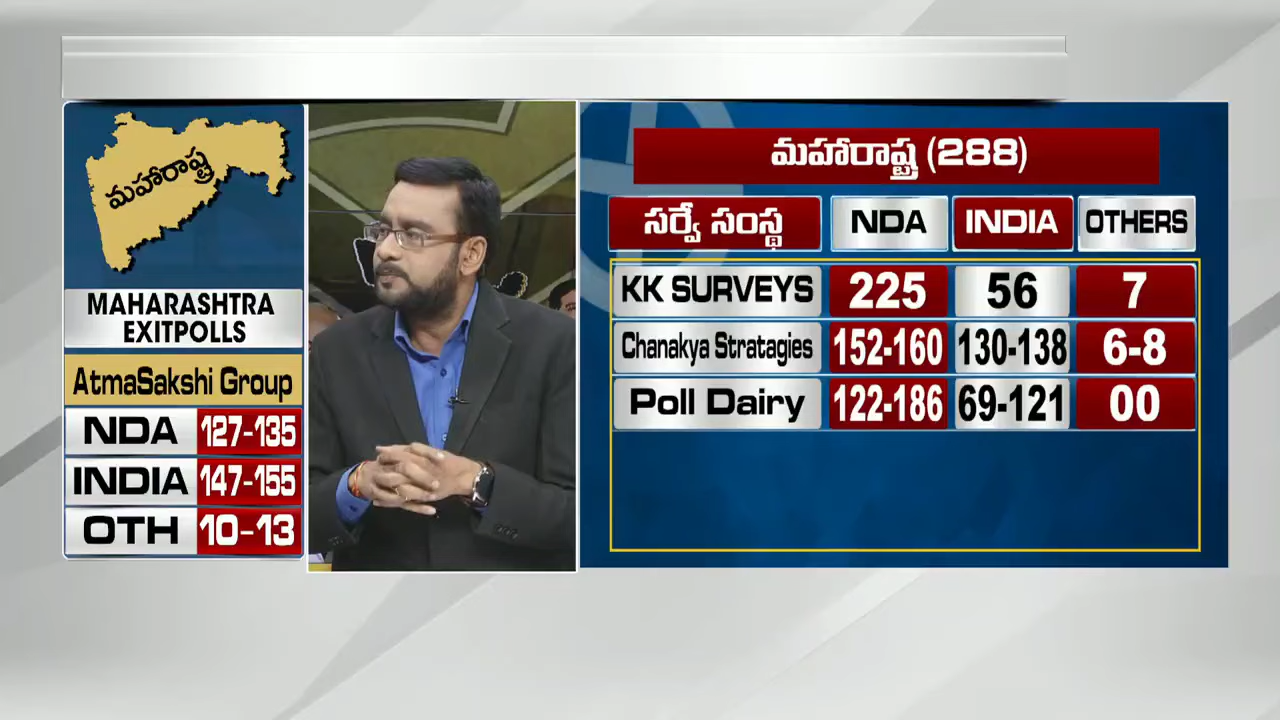 మహారాష్ట్ర
MAHARASHTRA
EXITPOLLS
AtmaSakshi Group
NDA 127-135
INDIA 147-155
OTH 10-13
మహారాష్ట్ర (288)
సర్వే సంస్థ NDA INDIA OTHERS
KK SURVEYS 225 56 7
Chanakya Stratagies 152-160 130-138 6-8
Poll Dairy 122-186 69-121 00